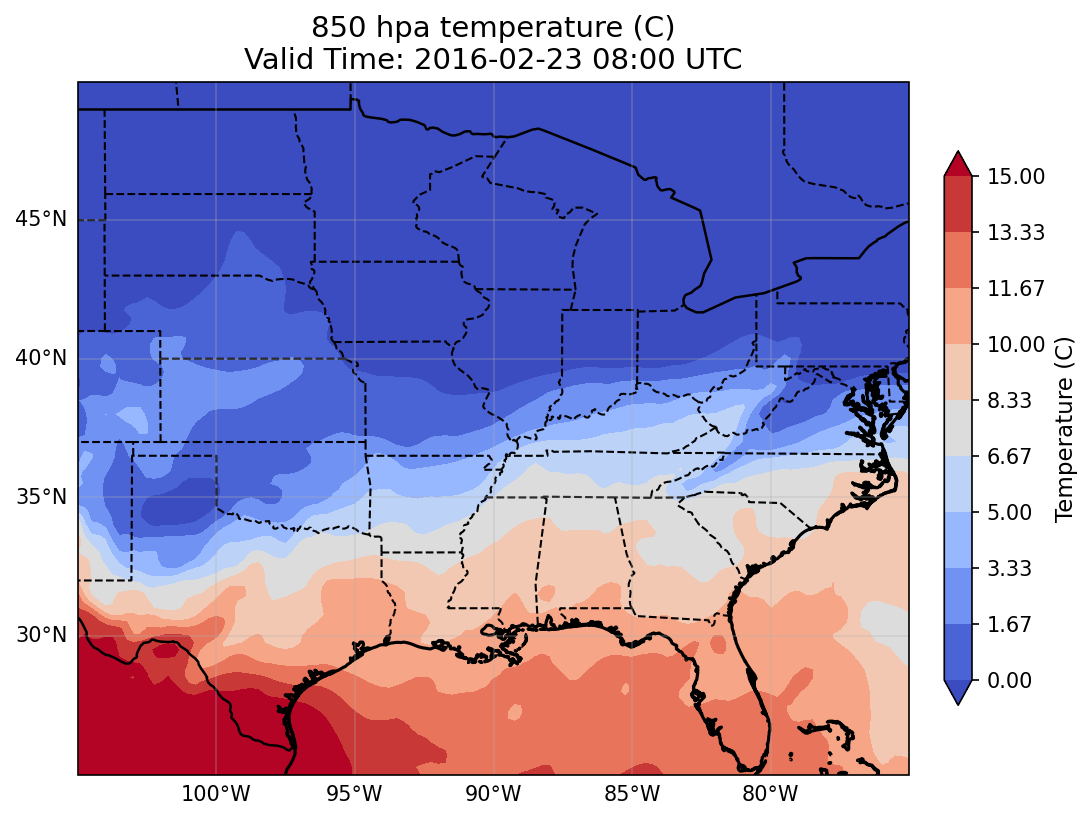 850 hpa temperature (C)
Valid Time: 2016-02-23 08:00 UTC
45°N
40°N
35°N
30°N
100°W
95°W
90°W
85°W
80°W
15.00
13.33
11.67
10.00
8.33
6.67
5.00
3.33
1.67
0.00
Temperature (C)